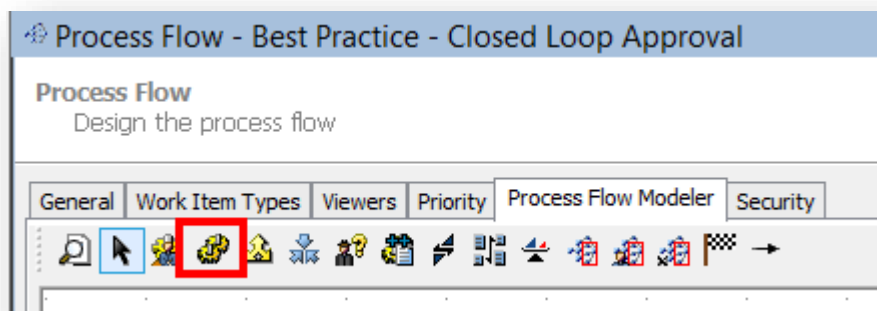 Process Flow - Best Practice - Closed Loop Approval
Process Flow
Design the process flow
General Work Item Types Viewers Priority Process Flow Modeler Security